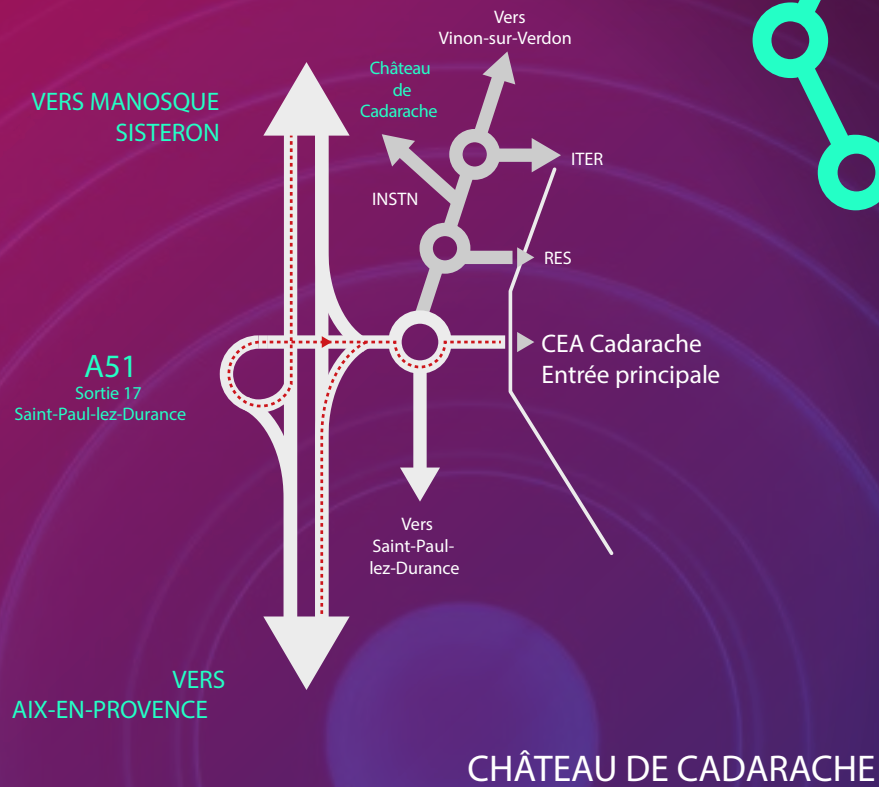 Vers
Vinon-sur-Verdon
Château
de
Cadarache
VERS MANOSQUE
SISTERON
ITER
INSTN
RES
CEA Cadarache
Entrée principale
A51
Sortie 17
Saint-Paul-lez-Durance
Vers
Saint-Paul-
lez-Durance
VERS
AIX-EN-PROVENCE
CHÂTEAU DE CADARACHE